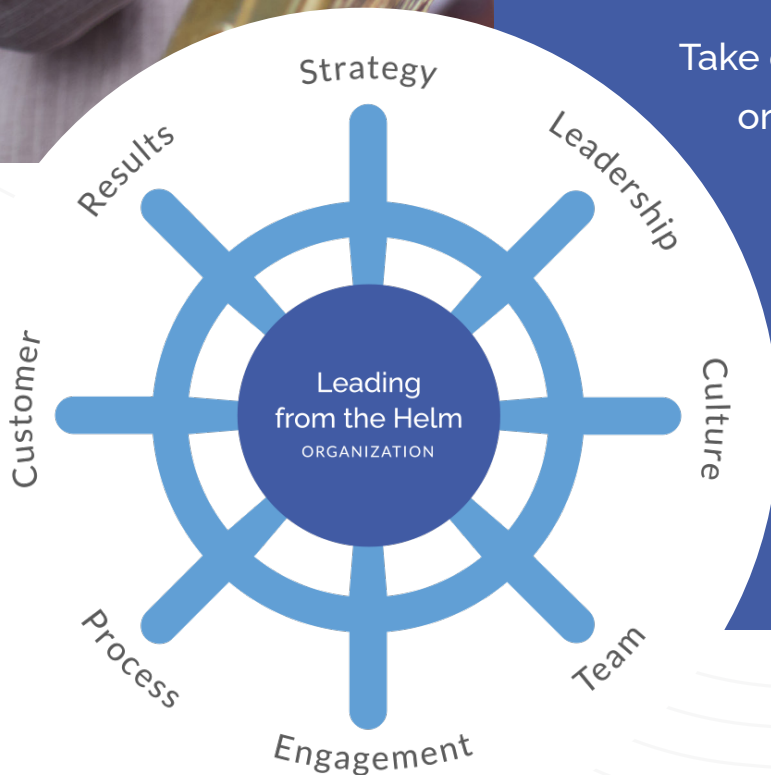 Take
or
Strategy
Leadership
Culture
Team
Engagement
Process
Customer
Results
Leading
from the Helm
ORGANIZATION